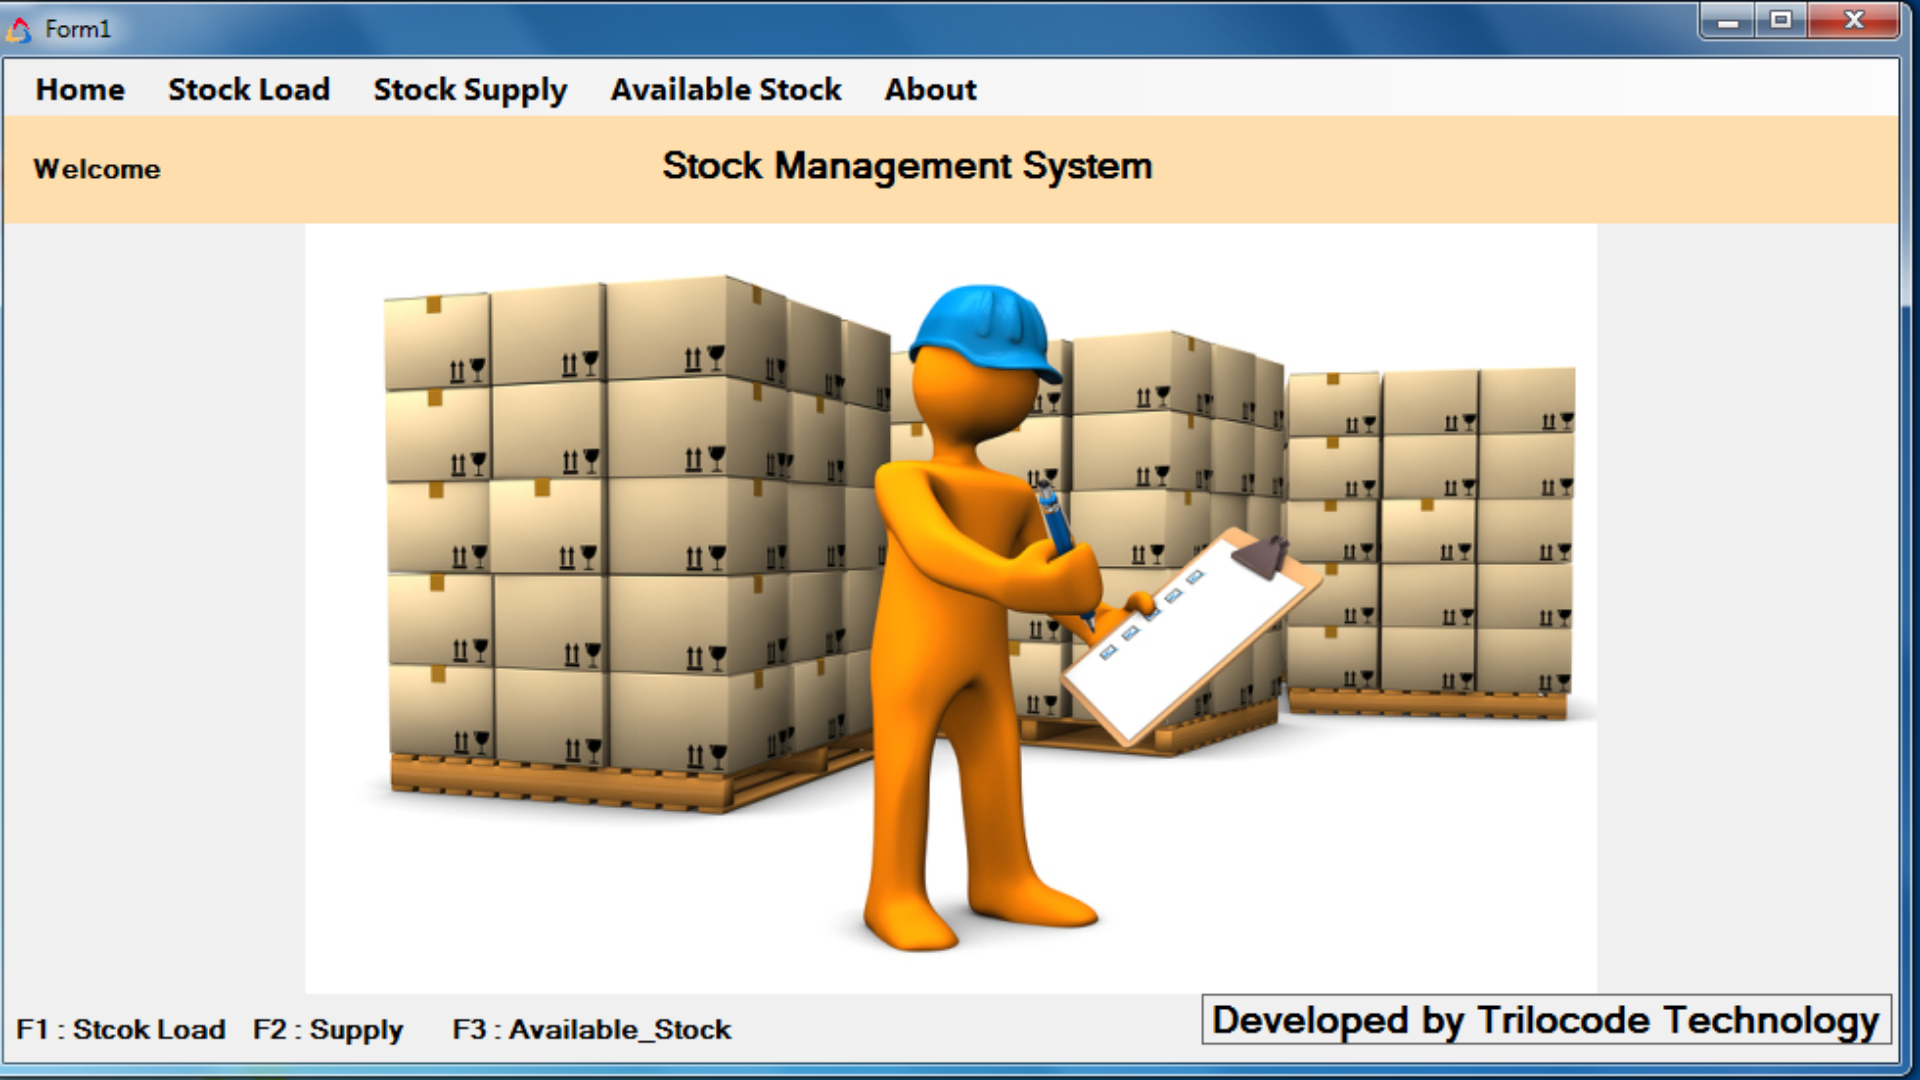 Form1
Home Stock Load Stock Supply Available Stock About
Welcome Stock Management System
F1 : Stcok Load F2 : Supply F3 : Available_Stock
Developed by Trilocode Technology